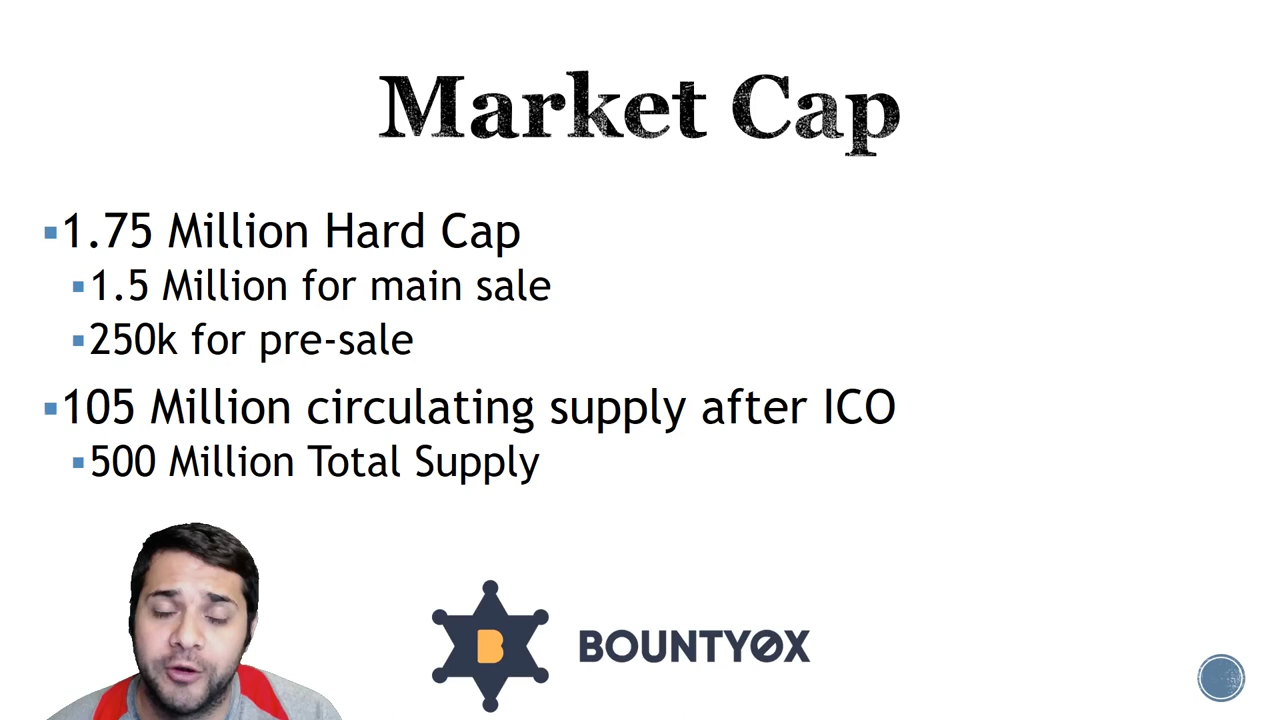 Market Cap
1.75 Million Hard Cap
1.5 Million for main sale
250k for pre-sale
105 Million circulating supply after ICO
500 Million Total Supply
B
BOUNTY0X